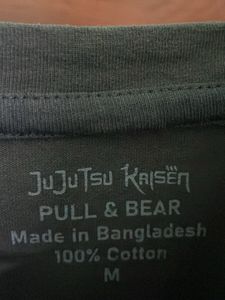 JUJUTSU KAISEN
PULL & BEAR
Made in Bangladesh
100% Cotton
M